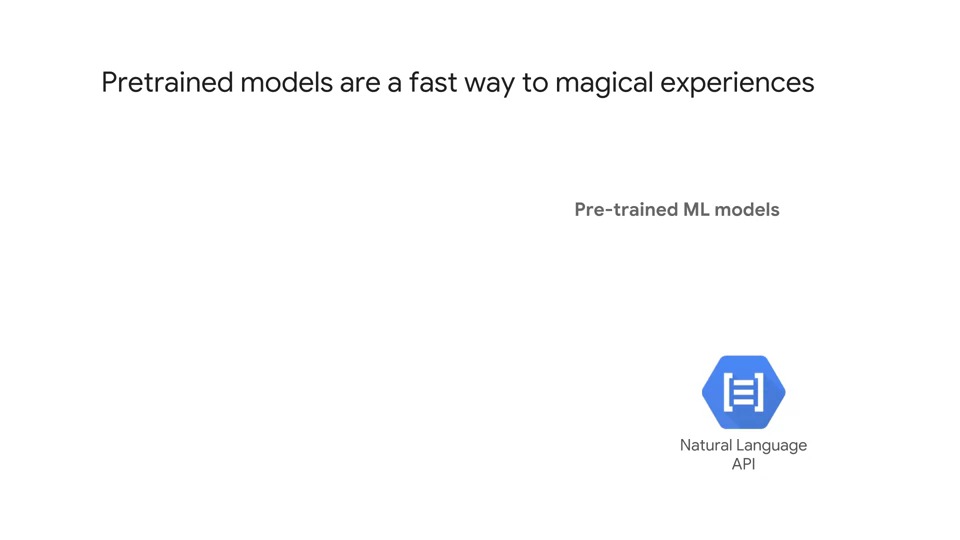 Pretrained models are a fast way to magical experiences
Pre-trained ML models
Natural Language
API